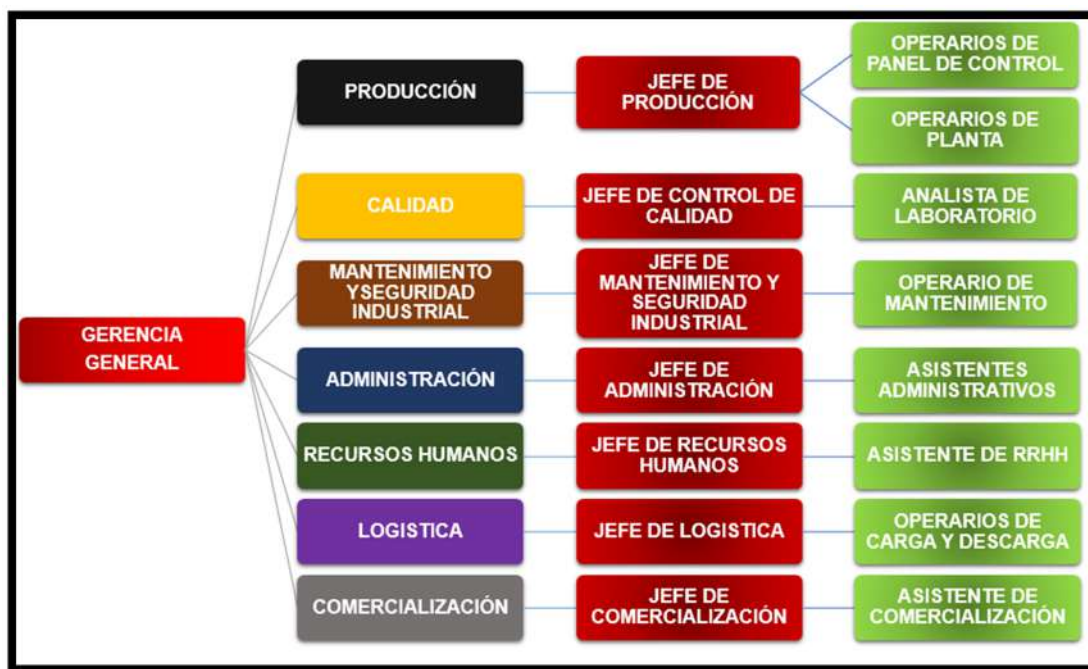 GERENCIA
GENERAL
PRODUCCIÓN
JEFE DE
PRODUCCIÓN
OPERARIOS DE
PANEL DE CONTROL
OPERARIOS DE
PLANTA
CALIDAD
JEFE DE CONTROL DE
CALIDAD
ANALISTA DE
LABORATORIO
MANTENIMIENTO
YSEGURIDAD
INDUSTRIAL
JEFE DE
MANTENIMIENTO Y
SEGURIDAD
INDUSTRIAL
OPERARIO DE
MANTENIMIENTO
ADMINISTRACIÓN
JEFE DE
ADMINISTRACIÓN
ASISTENTES
ADMINISTRATIVOS
RECURSOS HUMANOS
JEFE DE RECURSOS
HUMANOS
ASISTENTE DE RRHH
LOGISTICA
JEFE DE LOGISTICA
OPERARIOS DE
CARGA Y DESCARGA
COMERCIALIZACIÓN
JEFE DE
COMERCIALIZACIÓN
ASISTENTE DE
COMERCIALIZACIÓN